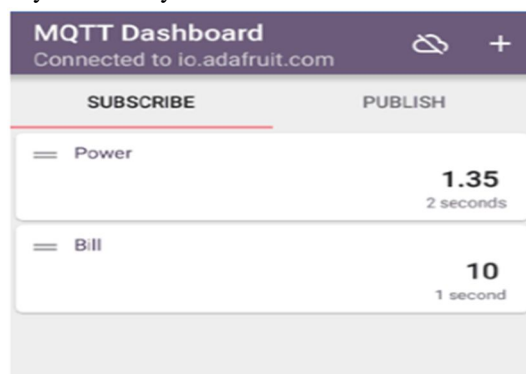 MQTT Dashboard
Connected to io.adafruit.com
SUBSCRIBE PUBLISH
Power
1.35
2 seconds
Bill
10
1 second